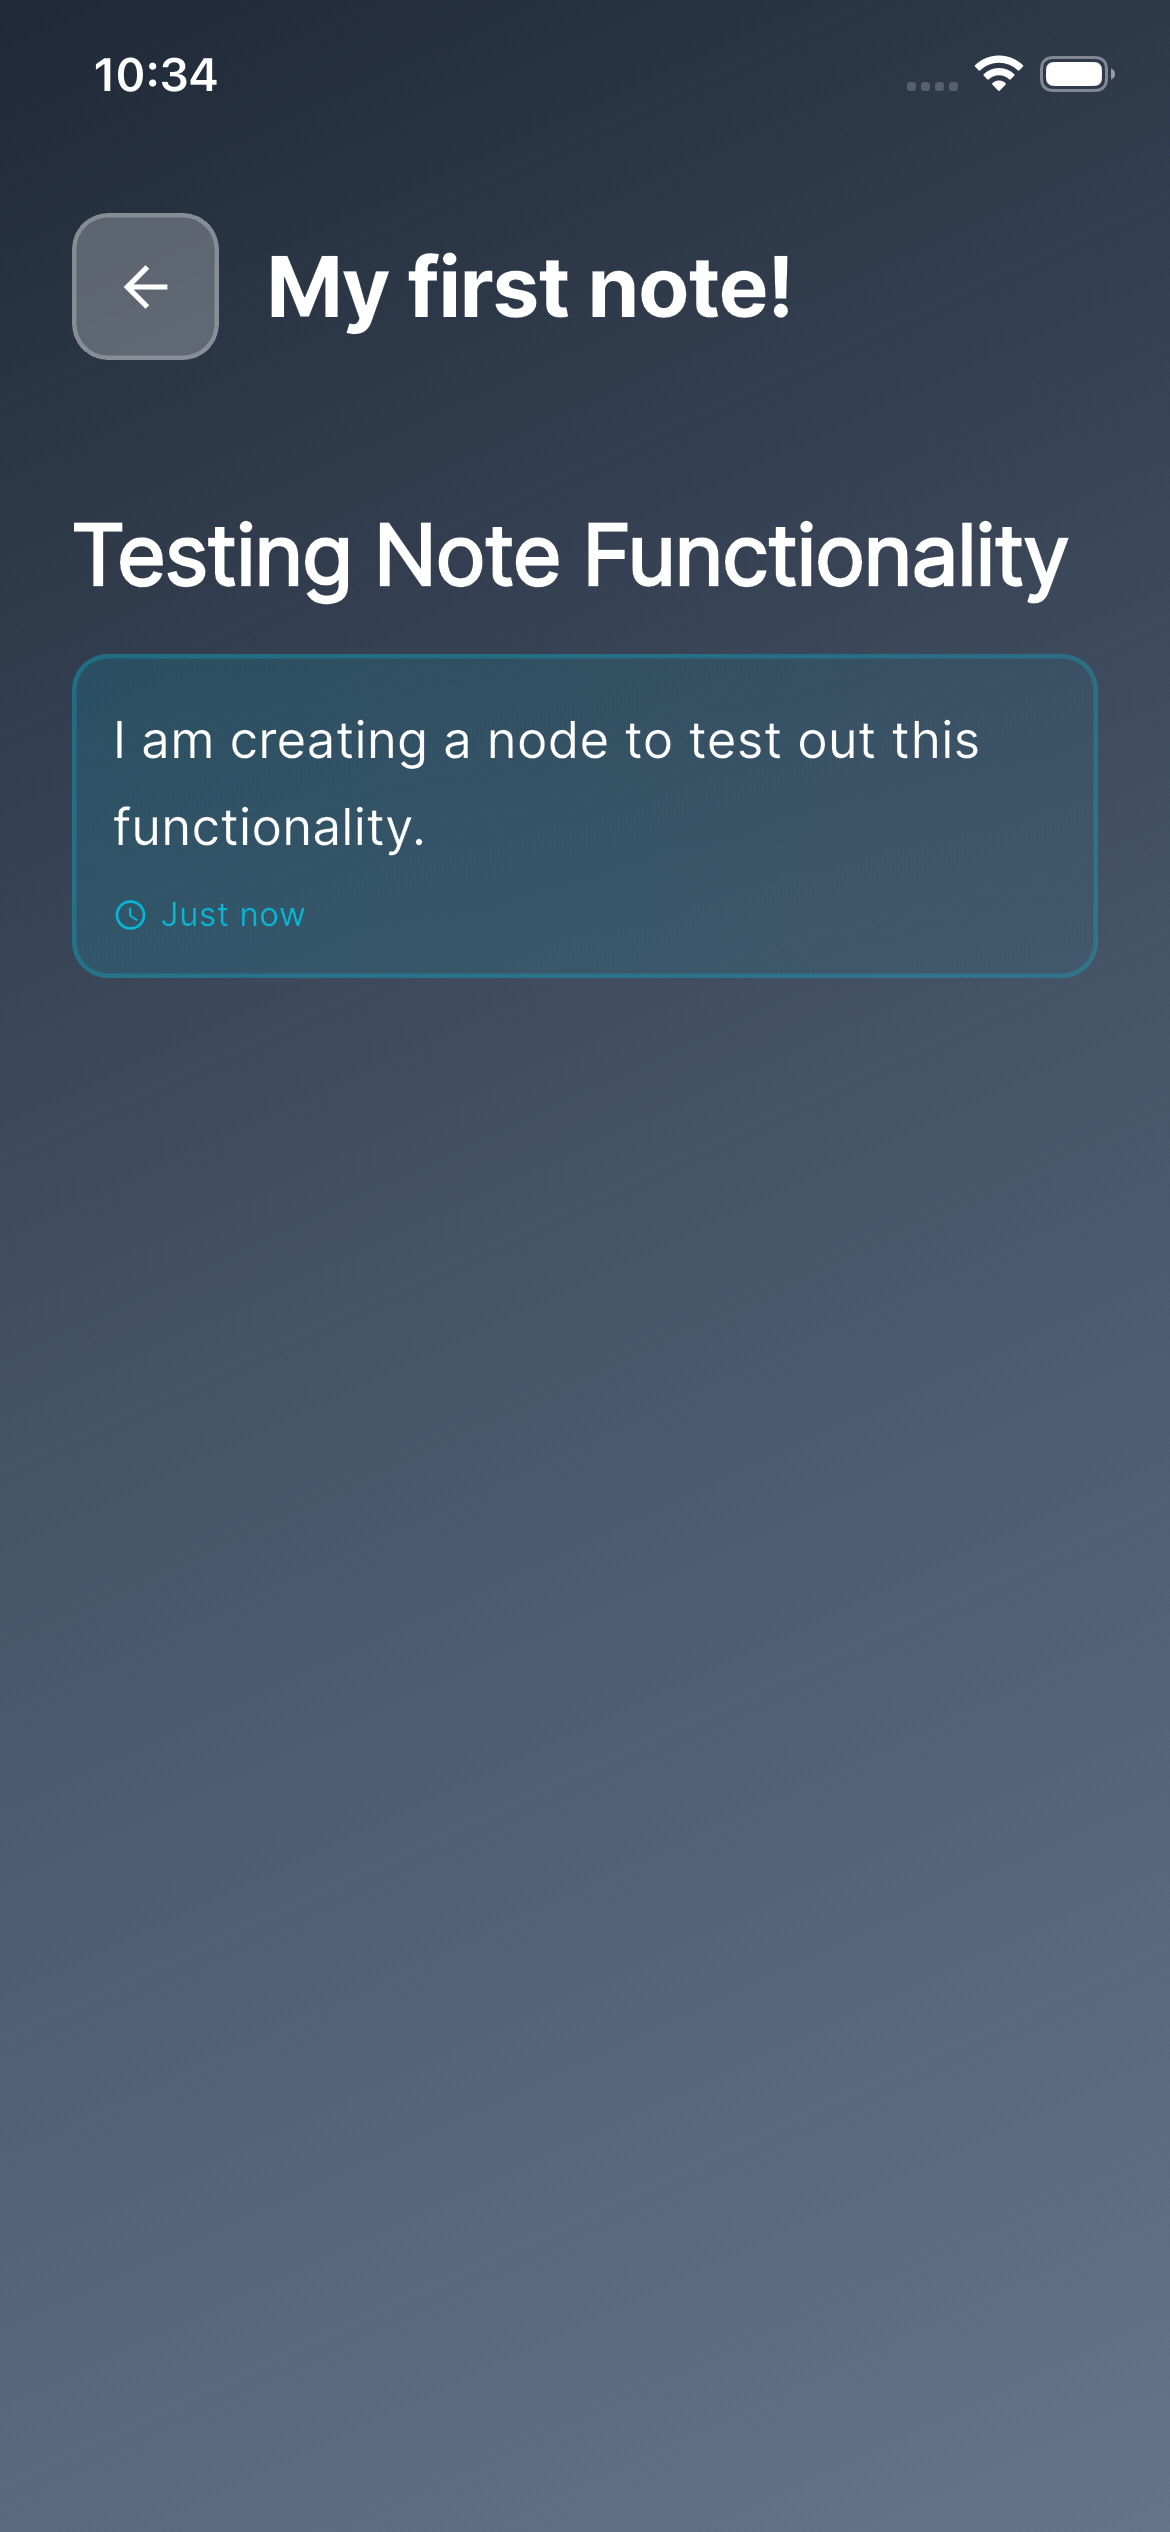 10:34
My first note!
Testing Note Functionality
I am creating a node to test out this
functionality.
Just now